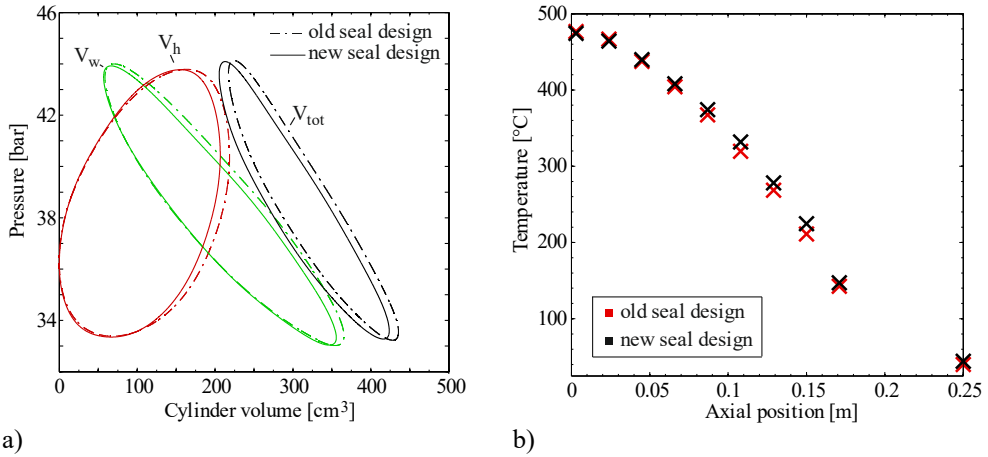 46
42
38
34
0
100
200
300
400
500
Pressure [bar]
Cylinder volume [cm³]
old seal design
new seal design
V_w
V_h
V_tot
a)
500
400
300
200
100
0
0.05
0.1
0.15
0.2
0.25
Temperature [°C]
Axial position [m]
old seal design
new seal design
b)